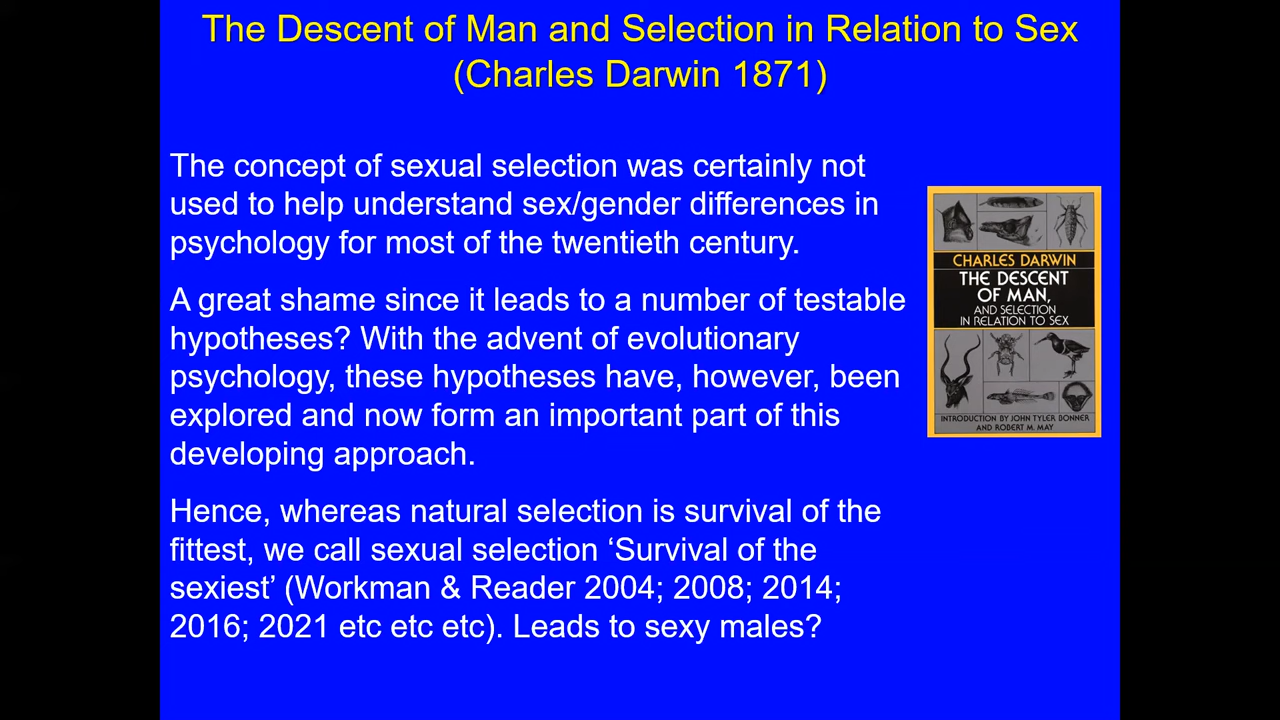 The Descent of Man and Selection in Relation to Sex
(Charles Darwin 1871)
The concept of sexual selection was certainly not
used to help understand sex/gender differences in
psychology for most of the twentieth century.
A great shame since it leads to a number of testable
hypotheses? With the advent of evolutionary
psychology, these hypotheses have, however, been
explored and now form an important part of this
developing approach.
Hence, whereas natural selection is survival of the
fittest, we call sexual selection ‘Survival of the
sexiest’ (Workman & Reader 2004; 2008; 2014;
2016; 2021 etc etc etc). Leads to sexy males?
CHARLES DARWIN
THE DESCENT
OF MAN,
AND SELECTION
IN RELATION TO SEX
INTRODUCTION BY JOHN TYLER BONNER
AND ROBERT M. MAY